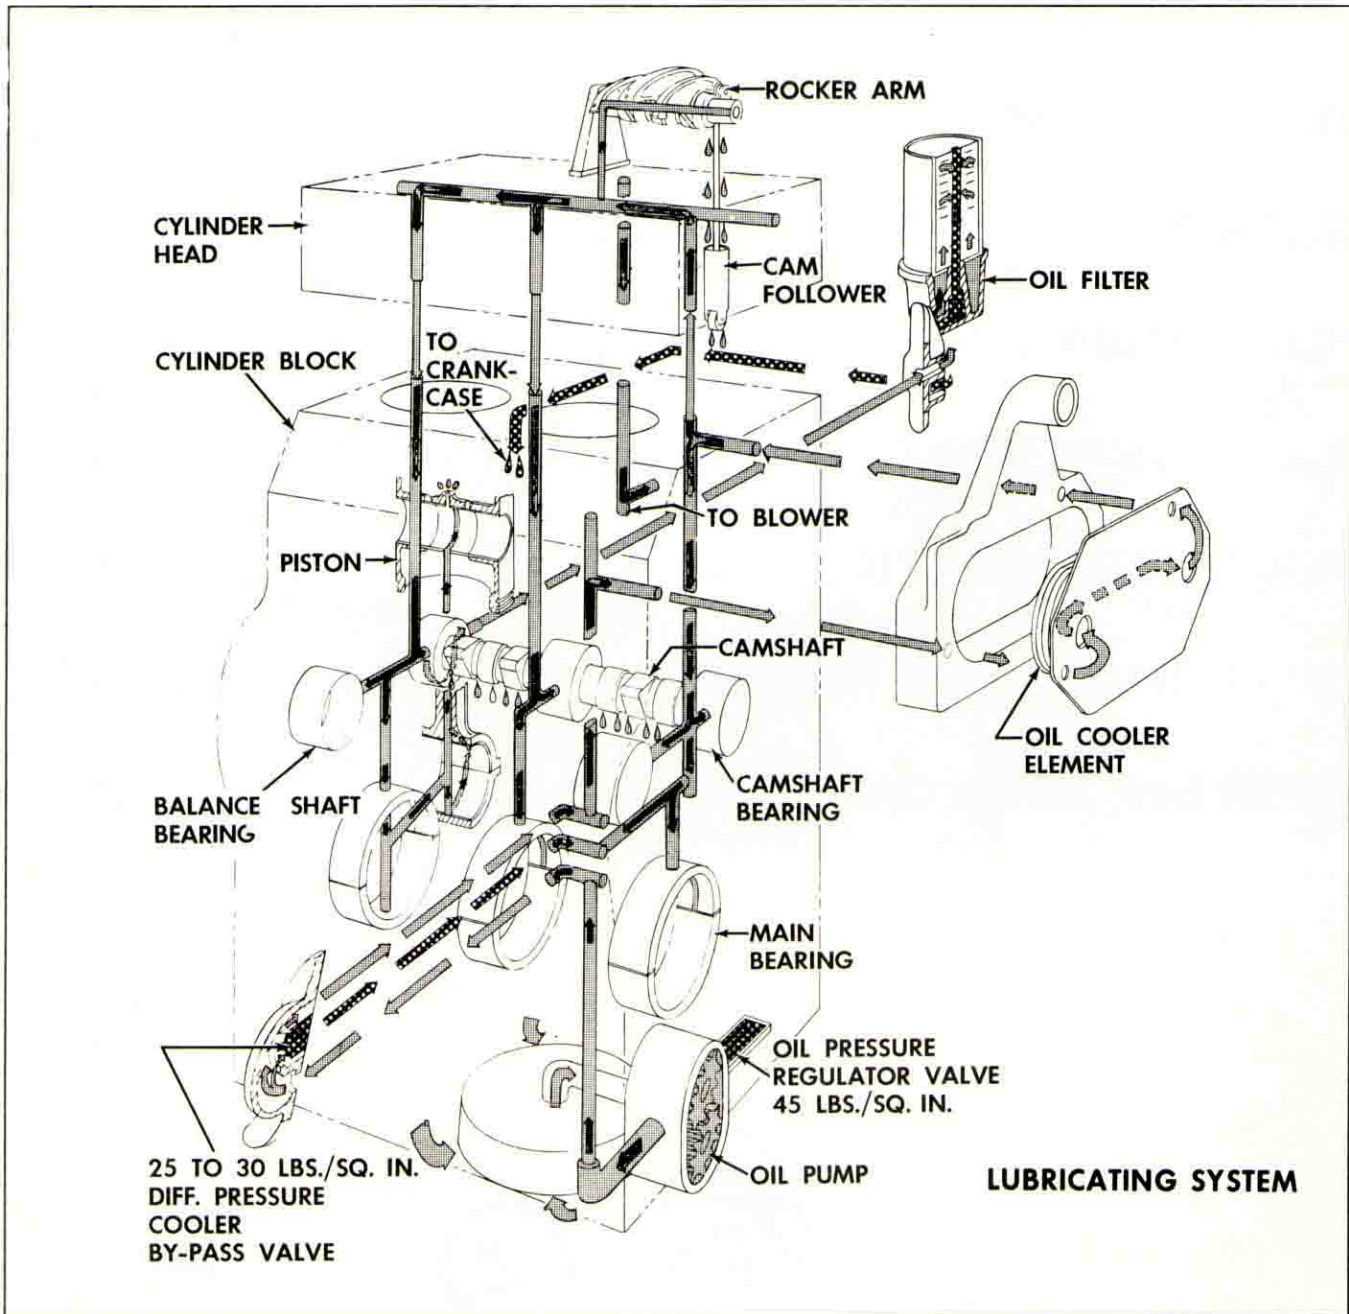 ROCKER ARM
CYLINDER
HEAD
CAM
FOLLOWER
OIL FILTER
CYLINDER BLOCK
TO
CRANK-
CASE
TO BLOWER
PISTON
CAMSHAFT
OIL COOLER
ELEMENT
BALANCE SHAFT
BEARING
CAMSHAFT
BEARING
MAIN
BEARING
OIL PRESSURE
REGULATOR VALVE
45 LBS./SQ. IN.
OIL PUMP
25 TO 30 LBS./SQ. IN.
DIFF. PRESSURE
COOLER
BY-PASS VALVE
LUBRICATING SYSTEM